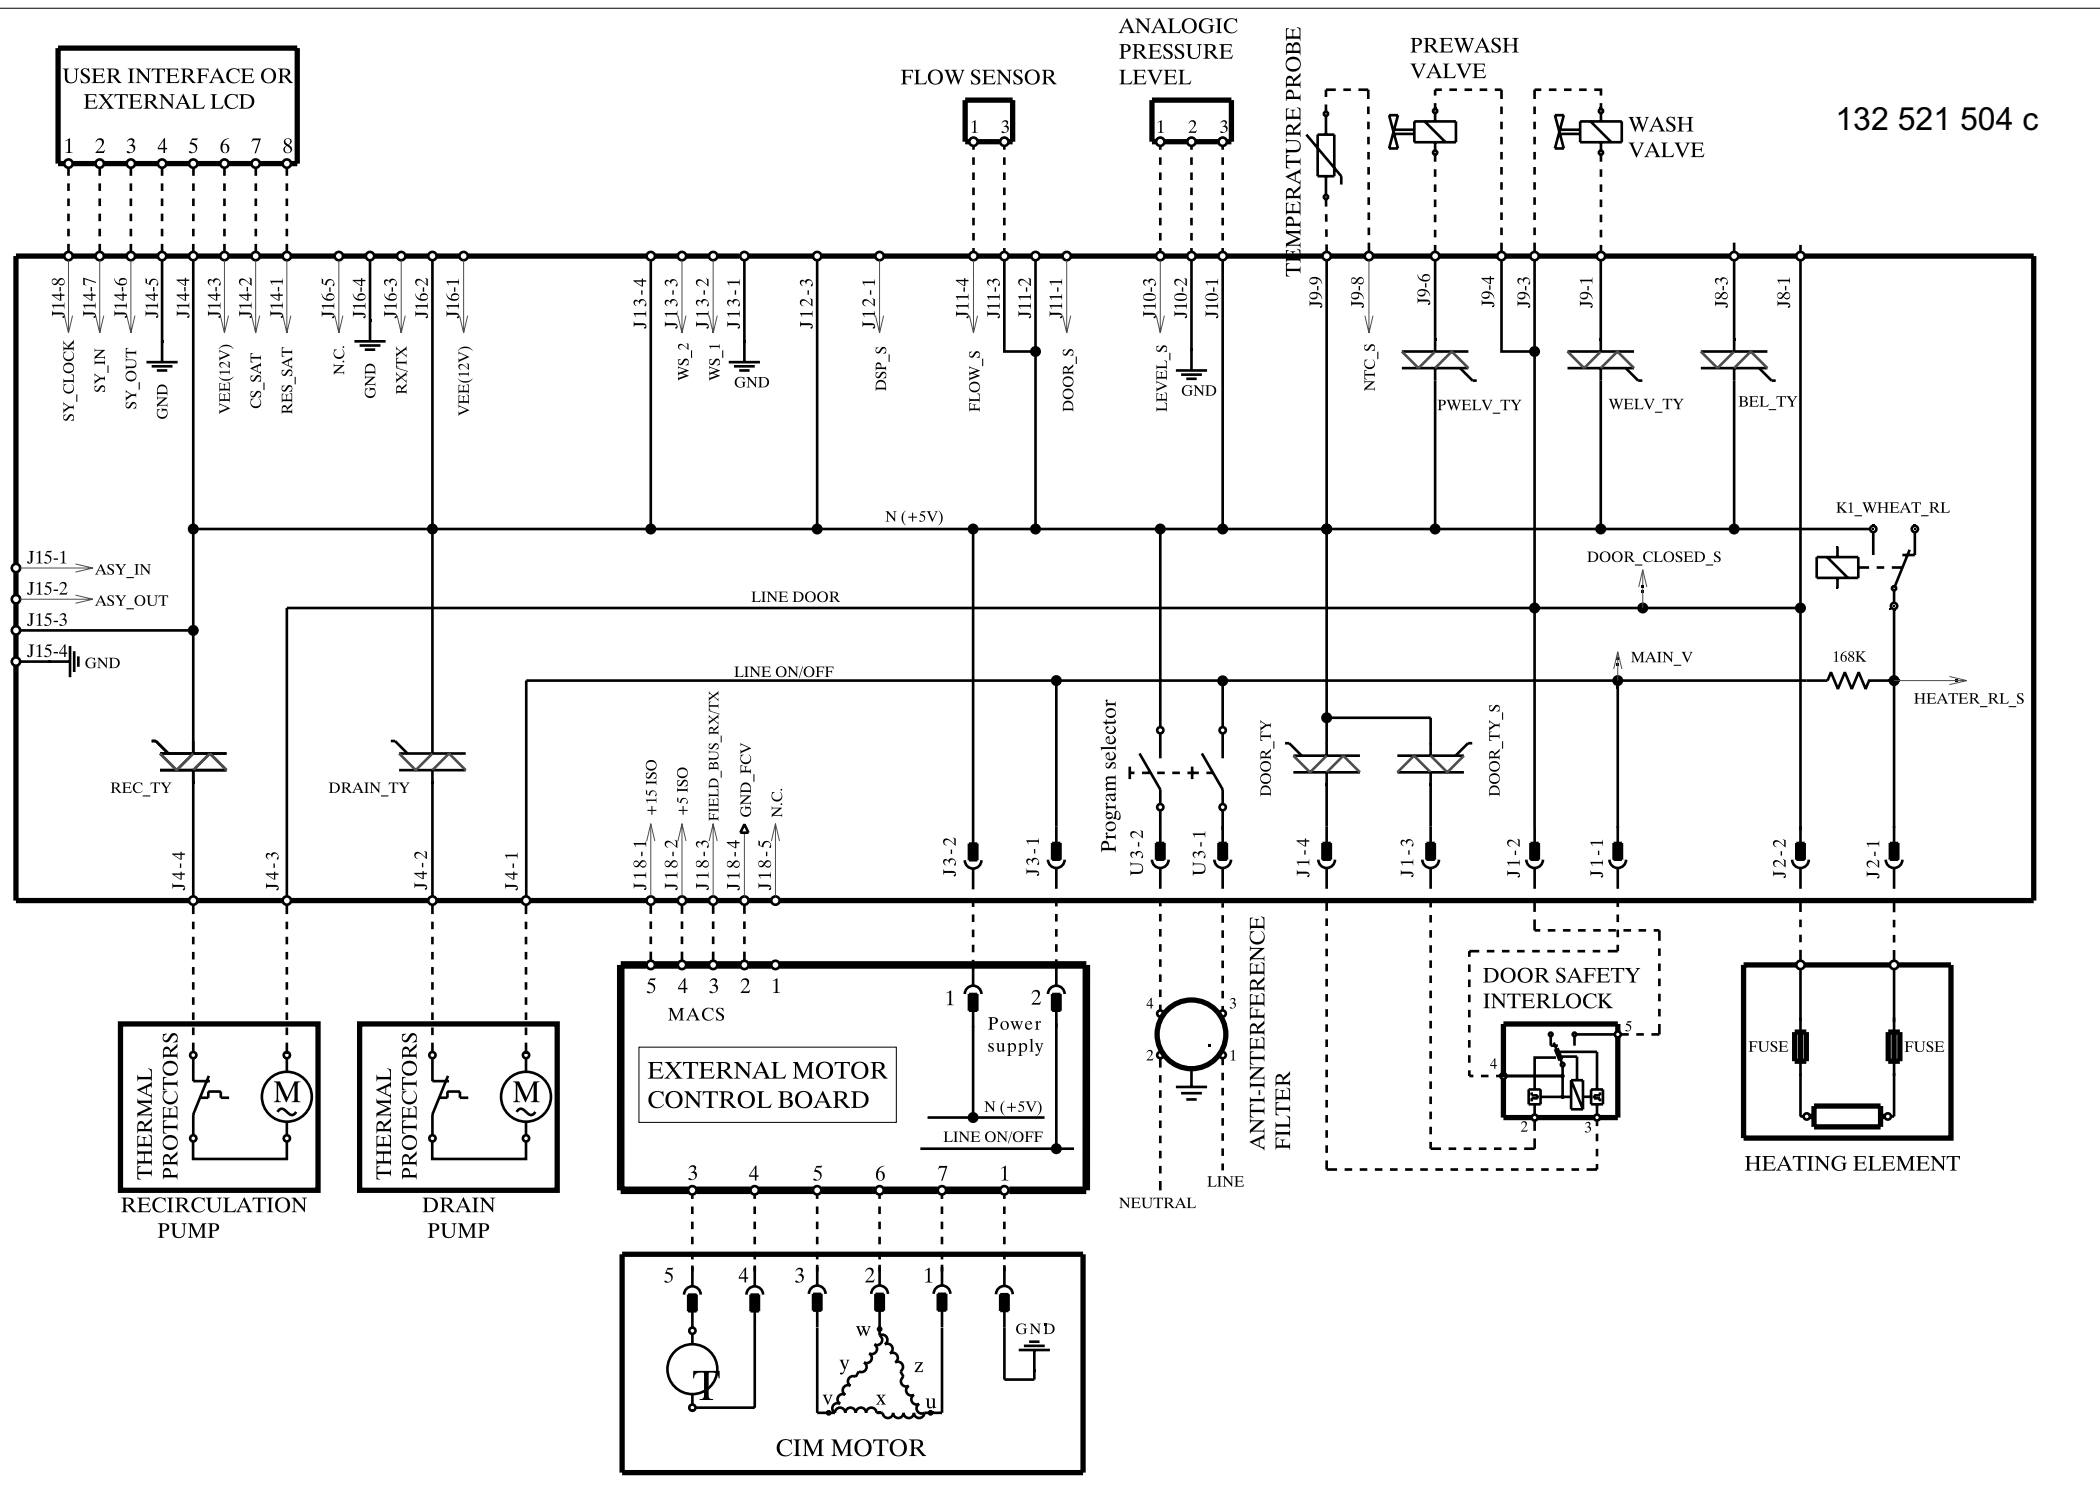 ANALOGIC
PRESSURE
LEVEL
PREWASH
VALVE
USER INTERFACE OR
EXTERNAL LCD
FLOW SENSOR
TEMPERATURE PROBE
WASH
VALVE
132 521 504 c
1 2 3 4 5 6 7 8
1 3
1 2 3
J14-8
J14-7
J14-6
J14-5
J14-4
J14-3
J14-2
J14-1
J16-5
J16-4
J16-3
J16-2
J16-1
J13-4
J13-3
J13-2
J13-1
J12-3
J12-1
J11-4
J11-3
J11-2
J11-1
J10-3
J10-2
J10-1
J9-9
J9-8
J9-6
J9-4
J9-3
J9-1
J8-3
J8-1
SY_CLOCK
SY_IN
SY_OUT
GND
VEE(12V)
CS_SAT
RES_SAT
N.C.
GND
RX/TX
VEE(12V)
WS_2
WS_1
GND
DSP_S
FLOW_S
DOOR_S
LEVEL_S
GND
NTC_S
PWELV_TY
WELV_TY
BEL_TY
N (+5V)
K1_WHEAT_RL
J15-1
ASY_IN
J15-2
ASY_OUT
J15-3
J15-4
GND
DOOR_CLOSED_S
LINE DOOR
LINE ON/OFF
MAIN_V
168K
HEATER_RL_S
REC_TY
DRAIN_TY
+15 ISO
+5 ISO
FIELD_BUS_RX/TX
GND_FCV
N.C.
Program selector
DOOR_TY
DOOR_TY_S
J4-4
J4-3
J4-2
J4-1
J18-1
J18-2
J18-3
J18-4
J18-5
J3-2
J3-1
U3-2
U3-1
J1-4
J1-3
J1-2
J1-1
J2-2
J2-1
5 4 3 2 1
MACS
1 2
Power
supply
EXTERNAL MOTOR
CONTROL BOARD
N (+5V)
LINE ON/OFF
3 4 5 6 7 1
4 3
2 1
ANTI-INTERFERENCE
FILTER
NEUTRAL
LINE
DOOR SAFETY
INTERLOCK
5
4
2 3
FUSE
FUSE
HEATING ELEMENT
THERMAL
PROTECTORS
M
RECIRCULATION
PUMP
THERMAL
PROTECTORS
M
DRAIN
PUMP
5 4 3 2 1
T
w
y z
v x u
GND
CIM MOTOR